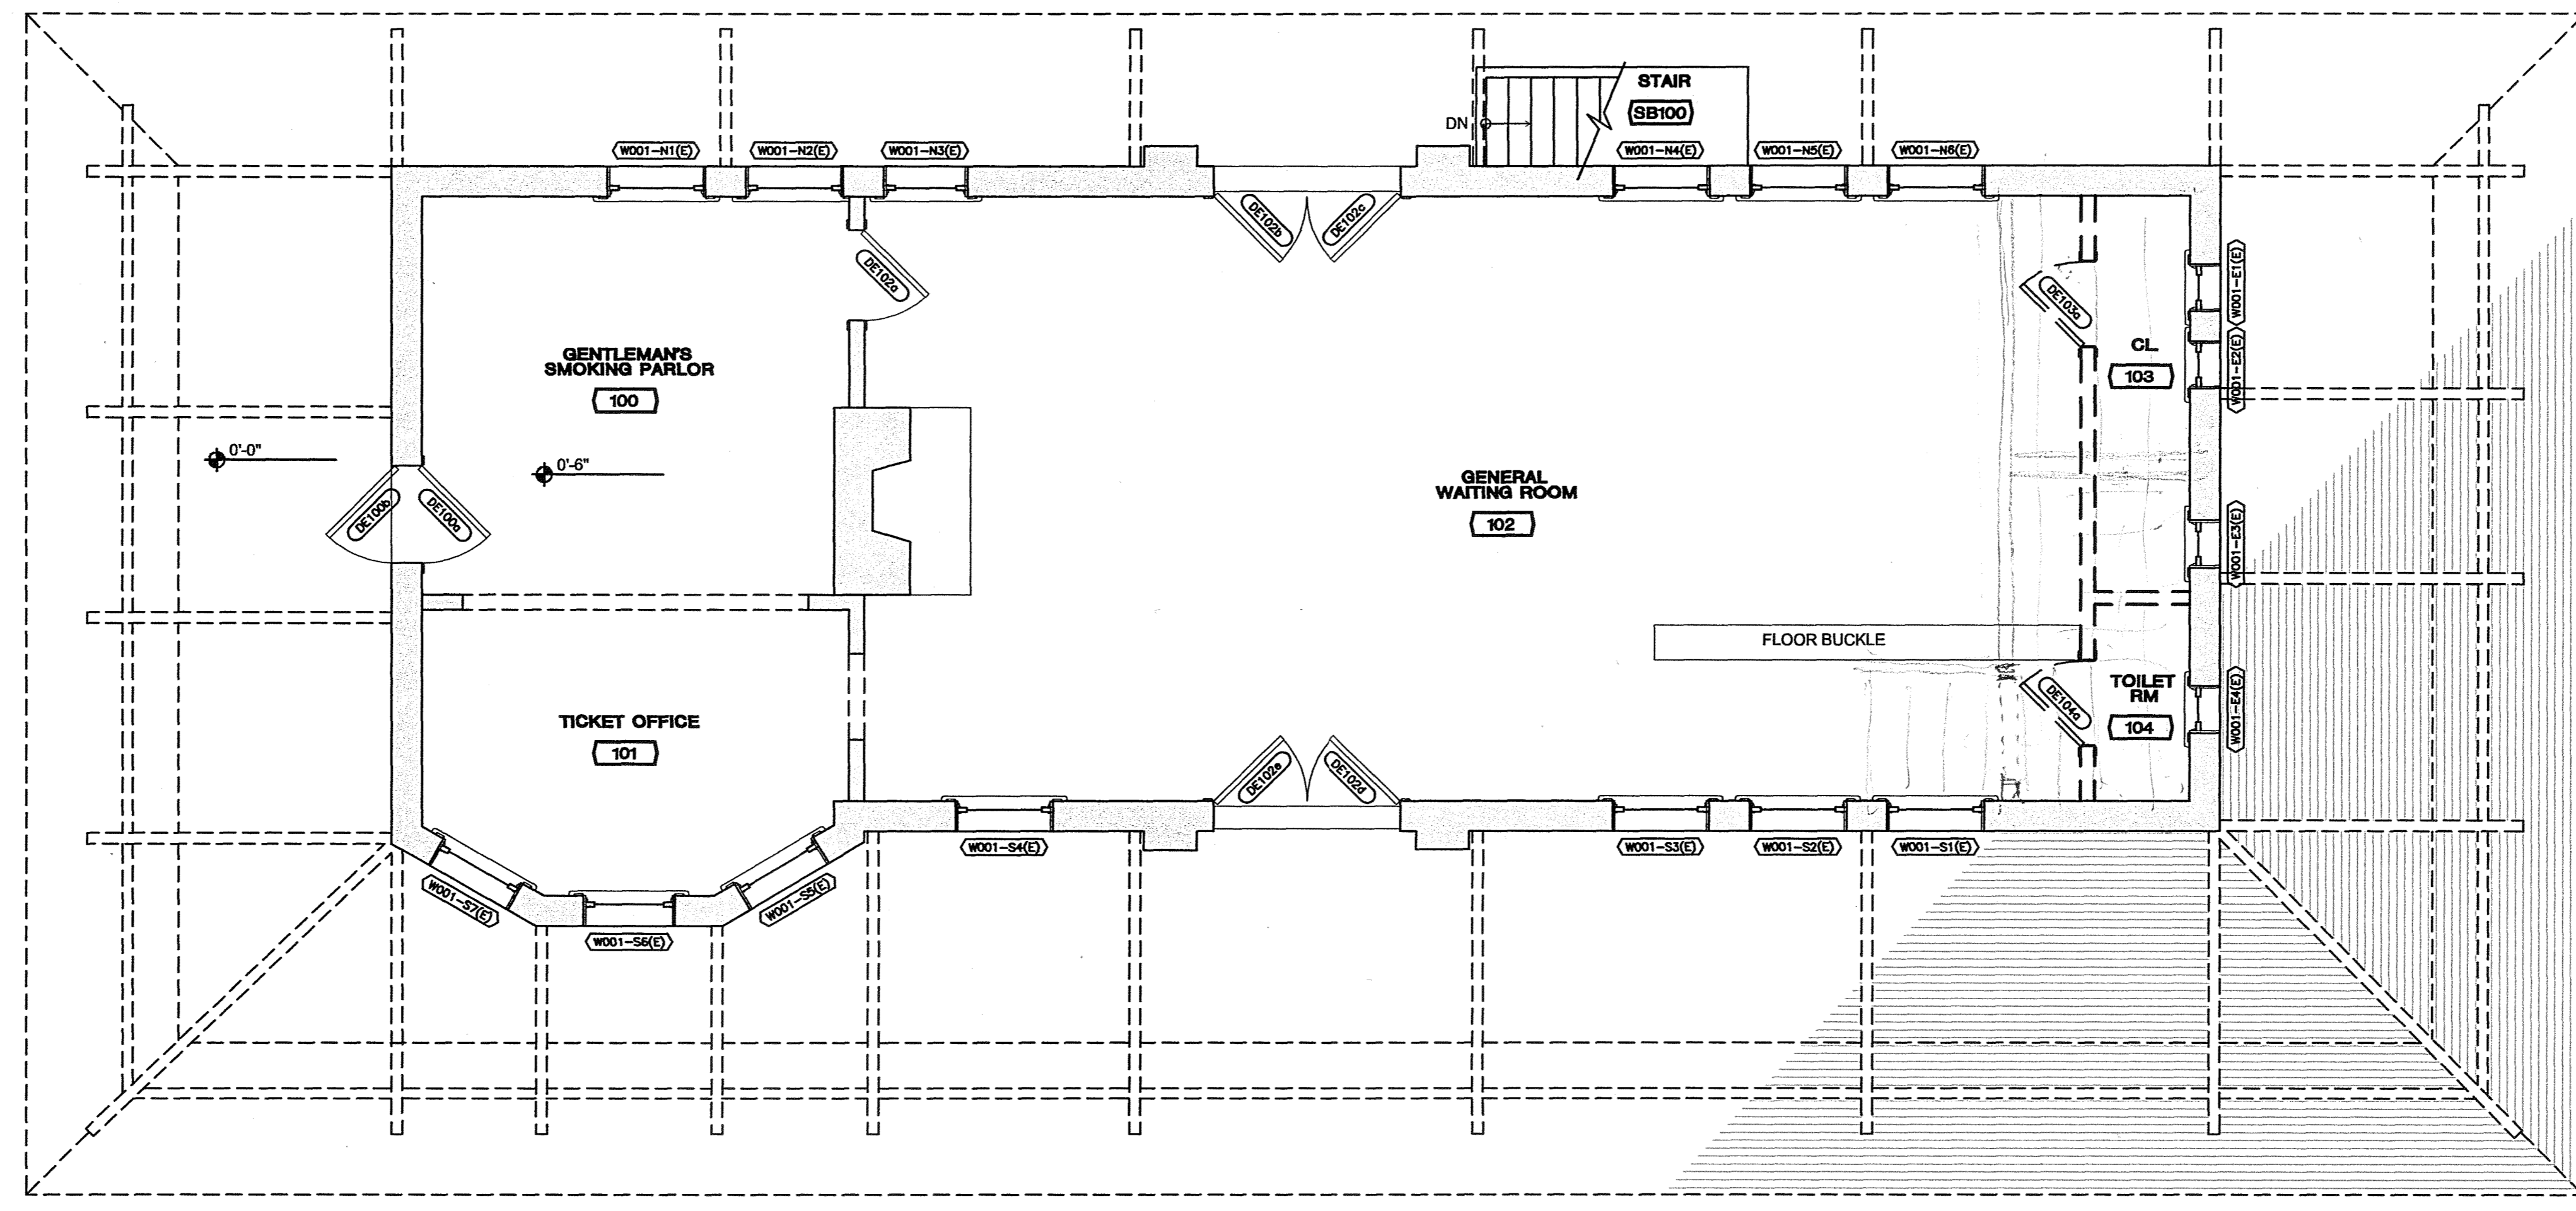 STAIR
SB100
DN
W001-N1(E)
W001-N2(E)
W001-N3(E)
W001-N4(E)
W001-N5(E)
W001-N6(E)
DE102b
DE102c
DE102a
DE103a
W001-E1(E)
W001-E2(E)
GENTLEMAN'S
SMOKING PARLOR
100
CL
103
0'-0"
0'-6"
GENERAL
WAITING ROOM
102
DE100b
DE100a
W001-E3(E)
FLOOR BUCKLE
TICKET OFFICE
101
TOILET
RM
104
DE104a
W001-E4(E)
DE102e
DE102d
W001-S4(E)
W001-S3(E)
W001-S2(E)
W001-S1(E)
W001-S7(E)
W001-S5(E)
W001-S6(E)